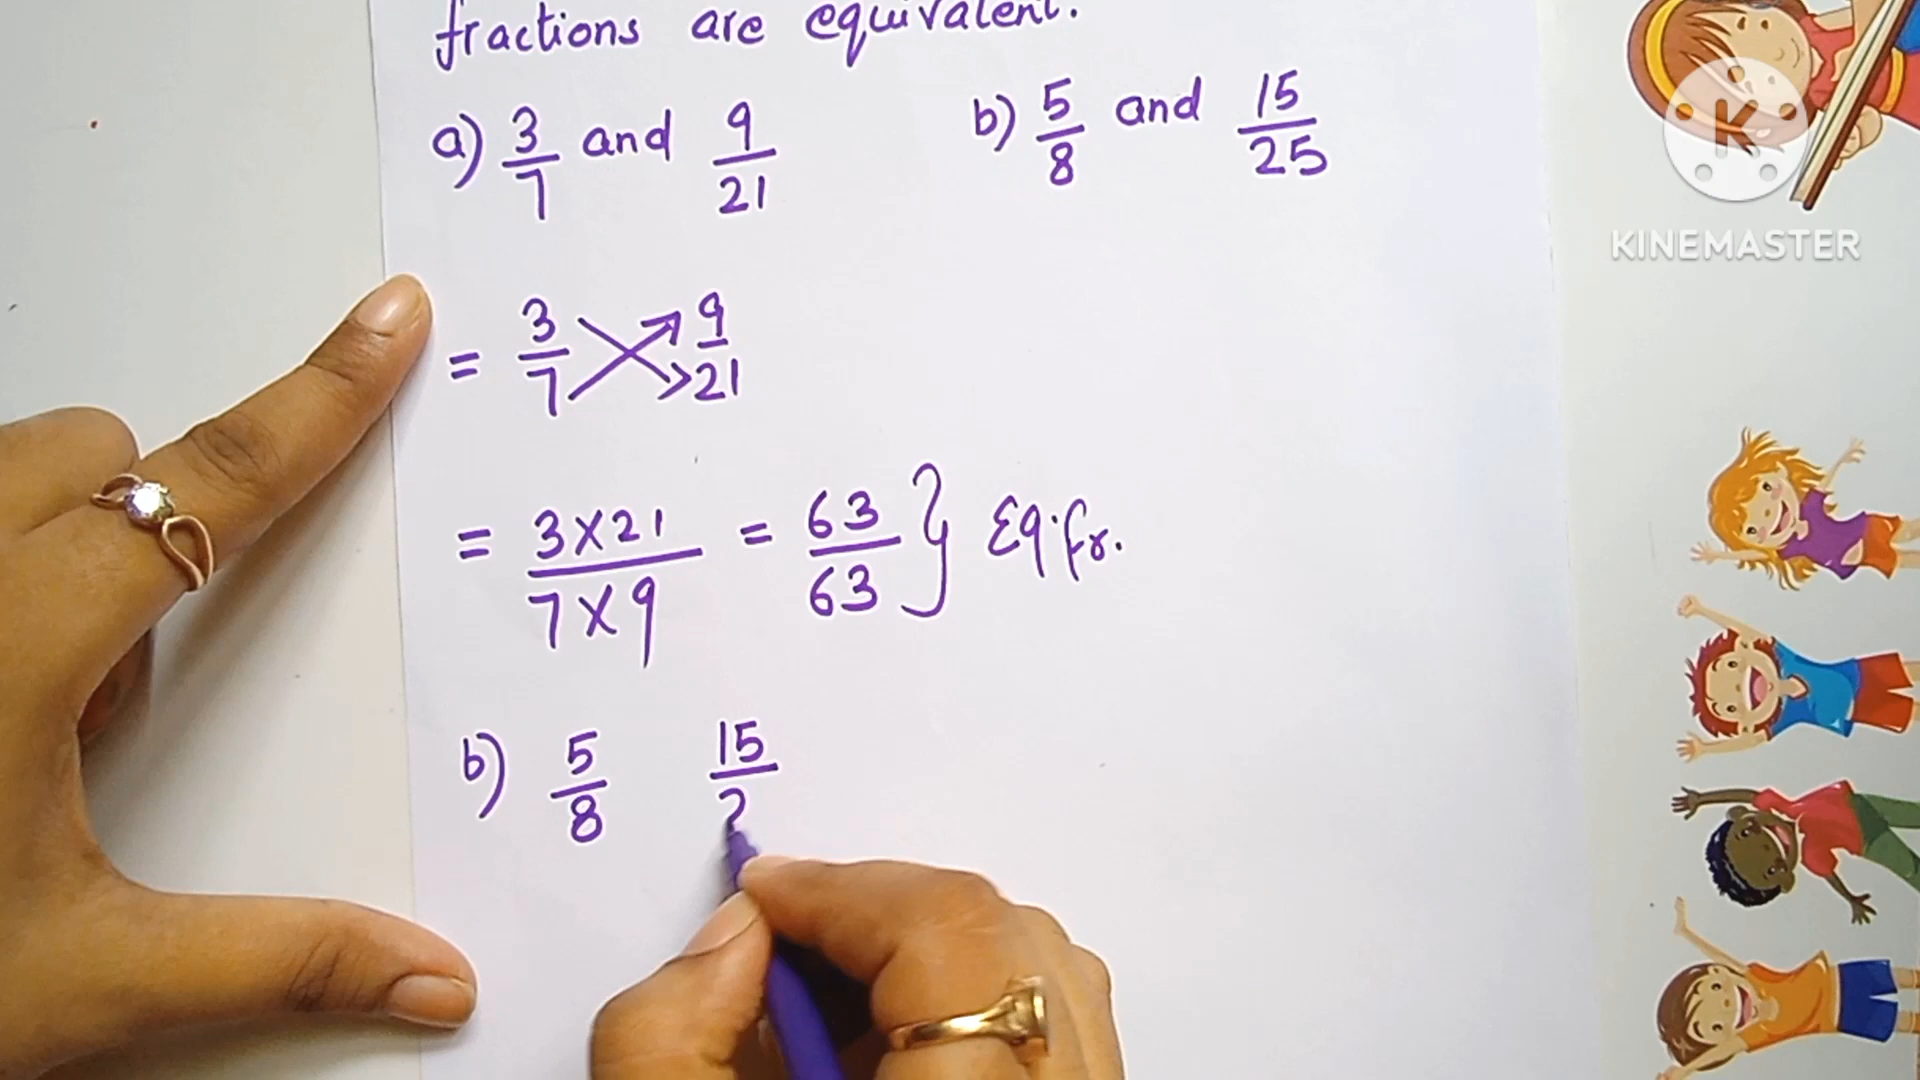 fractions are equivalent.
a) 3/7 and 9/21 b) 5/8 and 15/25
K
KINEMASTER
= 3/7 9/21
= 3×21/7×9 = 63/63 } Eq.fr.
b) 5/8 15/2